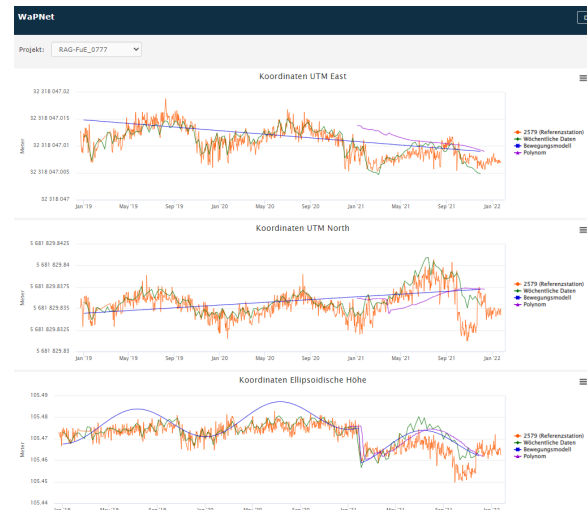 WaPNet
Projekt: RAG-FuE_0777
Koordinaten UTM East
32 318 047.02
32 318 047.015
32 318 047.01
32 318 047.005
32 318 047
Meter
Jan '19 May '19 Sep '19 Jan '20 May '20 Sep '20 Jan '21 May '21 Sep '21 Jan '22
2579 (Referenzstation)
Wöchentliche Daten
Bewegungsmodell
Polynom
Koordinaten UTM North
5 681 829.8425
5 681 829.84
5 681 829.8375
5 681 829.835
5 681 829.8325
5 681 829.83
Meter
Jan '19 May '19 Sep '19 Jan '20 May '20 Sep '20 Jan '21 May '21 Sep '21 Jan '22
2579 (Referenzstation)
Wöchentliche Daten
Bewegungsmodell
Polynom
Koordinaten Ellipsoidische Höhe
105.49
105.48
105.47
105.46
105.45
105.44
Meter
2579 (Referenzstation)
Wöchentliche Daten
Bewegungsmodell
Polynom